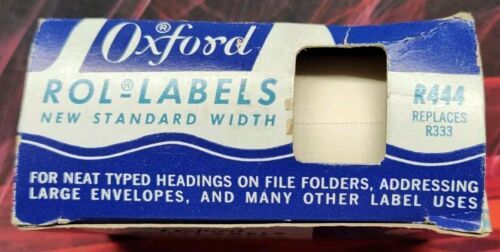 Oxford®
ROL-®LABELS
NEW STANDARD WIDTH
R444
REPLACES
R333
FOR NEAT TYPED HEADINGS ON FILE FOLDERS, ADDRESSING
LARGE ENVELOPES, AND MANY OTHER LABEL USES